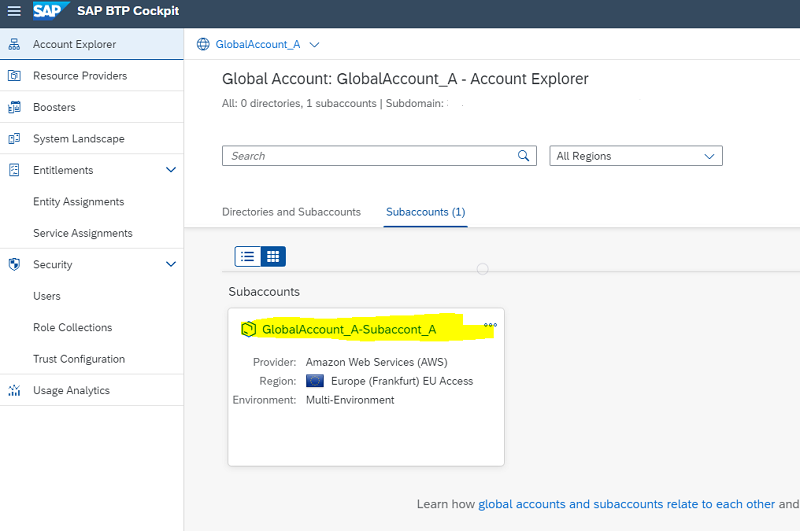 SAP SAP BTP Cockpit
Account Explorer
Resource Providers
Boosters
System Landscape
Entitlements
Entity Assignments
Service Assignments
Security
Users
Role Collections
Trust Configuration
Usage Analytics
GlobalAccount_A
Global Account: GlobalAccount_A - Account Explorer
All: 0 directories, 1 subaccounts | Subdomain:
Search
All Regions
Directories and Subaccounts
Subaccounts (1)
Subaccounts
GlobalAccount_A-Subaccont_A
Provider: Amazon Web Services (AWS)
Region: Europe (Frankfurt) EU Access
Environment: Multi-Environment
Learn how global accounts and subaccounts relate to each other and